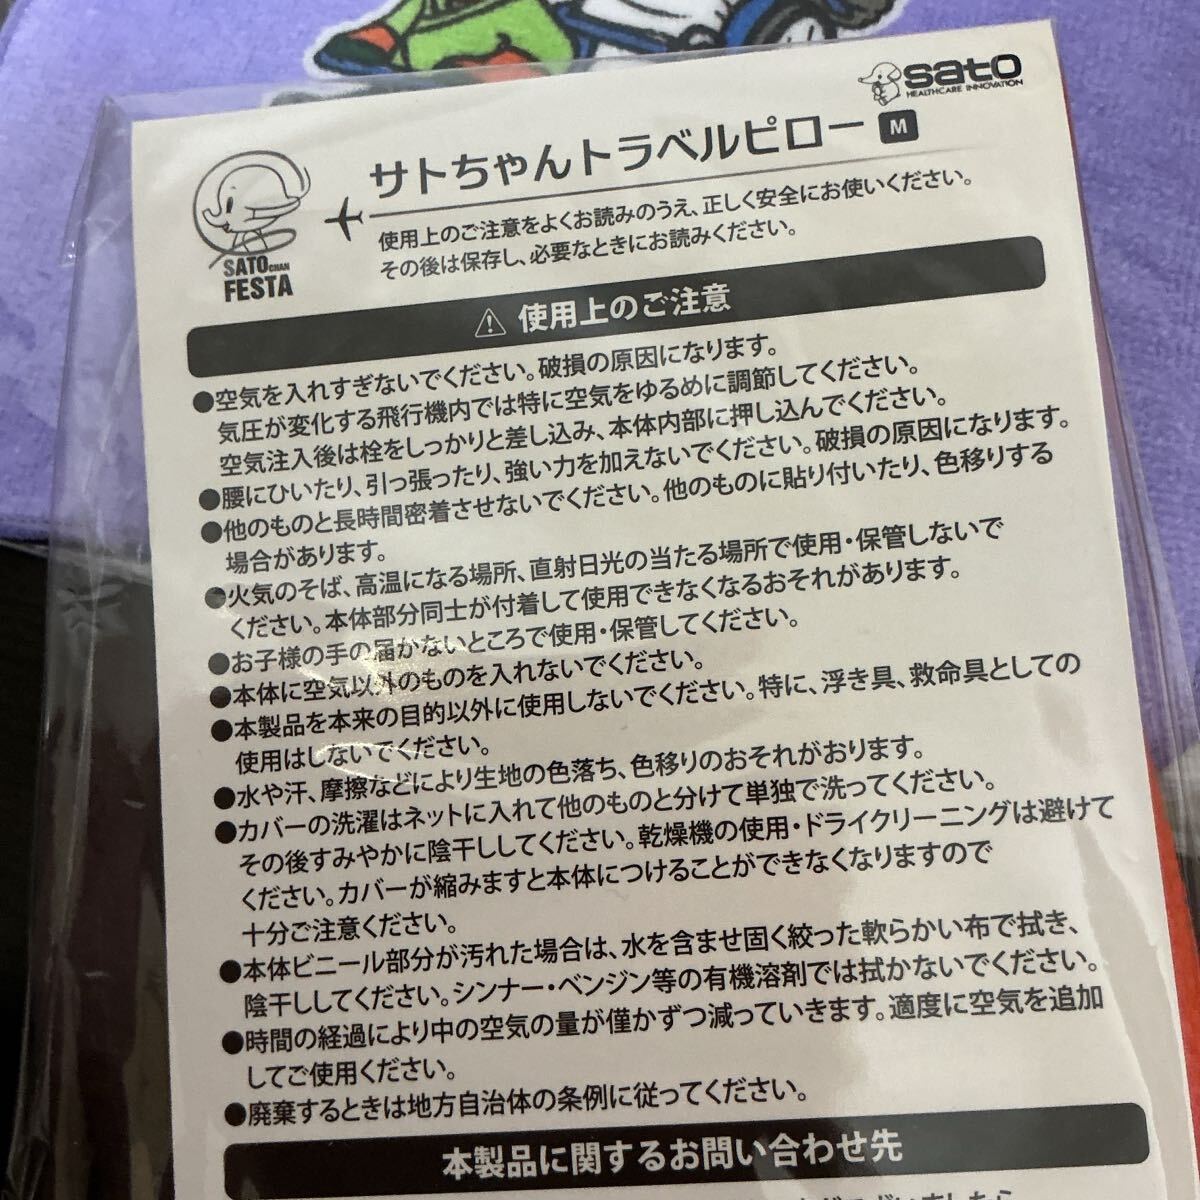 sato
HEALTHCARE INNOVATION
サトちゃんトラベルピロー M
SATO CHAN
FESTA
使用上のご注意をよくお読みのうえ、正しく安全にお使いください。
その後は保存し、必要なときにお読みください。
⚠ 使用上のご注意
●空気を入れすぎないでください。破損の原因になります。
気圧が変化する飛行機内では特に空気をゆるめに調節してください。
空気注入後は栓をしっかりと差し込み、本体内部に押し込んでください。
●腰にひいたり、引っ張ったり、強い力を加えないでください。破損の原因になります。
●他のものと長時間密着させないでください。他のものに貼り付いたり、色移りする
場合があります。
●火気のそば、高温になる場所、直射日光の当たる場所で使用・保管しないで
ください。本体部分同士が付着して使用できなくなるおそれがあります。
●お子様の手の届かないところで使用・保管してください。
●本体に空気以外のものを入れないでください。
●本製品を本来の目的以外に使用しないでください。特に、浮き具、救命具としての
使用はしないでください。
●水や汗、摩擦などにより生地の色落ち、色移りのおそれがおります。
●カバーの洗濯はネットに入れて他のものと分けて単独で洗ってください。
その後すみやかに陰干ししてください。乾燥機の使用・ドライクリーニングは避けて
ください。カバーが縮みますと本体につけることができなくなりますので
十分ご注意ください。
●本体ビニール部分が汚れた場合は、水を含ませ固く絞った軟らかい布で拭き、
陰干ししてください。シンナー・ベンジン等の有機溶剤では拭かないでください。
●時間の経過により中の空気の量が僅かずつ減っていきます。適度に空気を追加
してご使用ください。
●廃棄するときは地方自治体の条例に従ってください。
本製品に関するお問い合わせ先